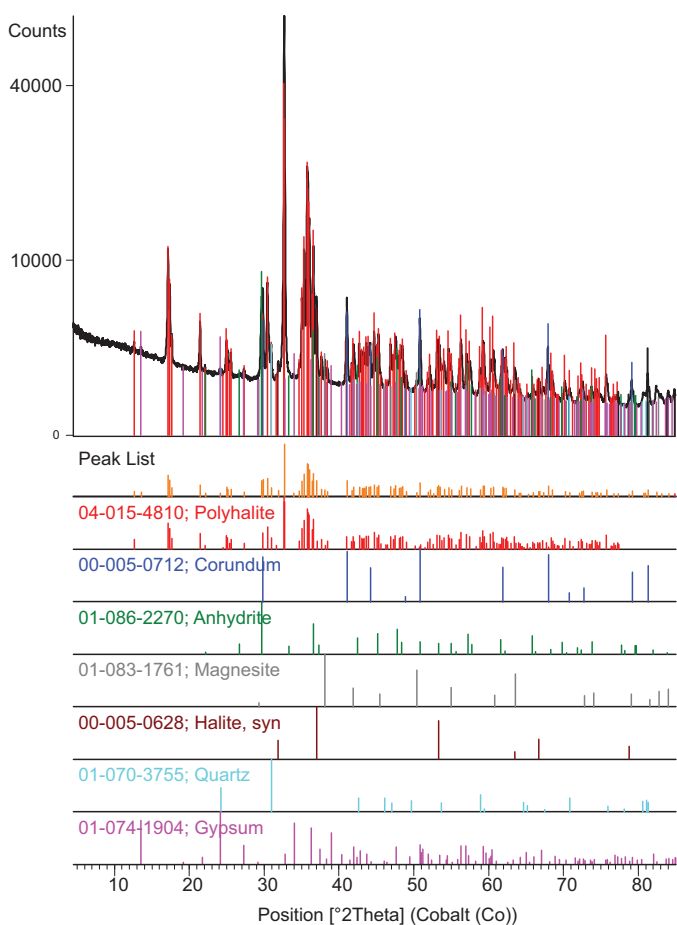 Counts
40000
10000
0
Peak List
04-015-4810; Polyhalite
00-005-0712; Corundum
01-086-2270; Anhydrite
01-083-1761; Magnesite
00-005-0628; Halite, syn
01-070-3755; Quartz
01-074-1904; Gypsum
10 20 30 40 50 60 70 80
Position [°2Theta] (Cobalt (Co))